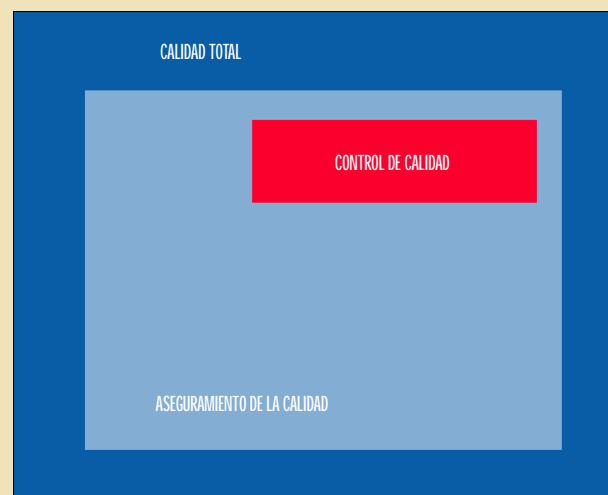 CALIDAD TOTAL
CONTROL DE CALIDAD
ASEGURAMIENTO DE LA CALIDAD